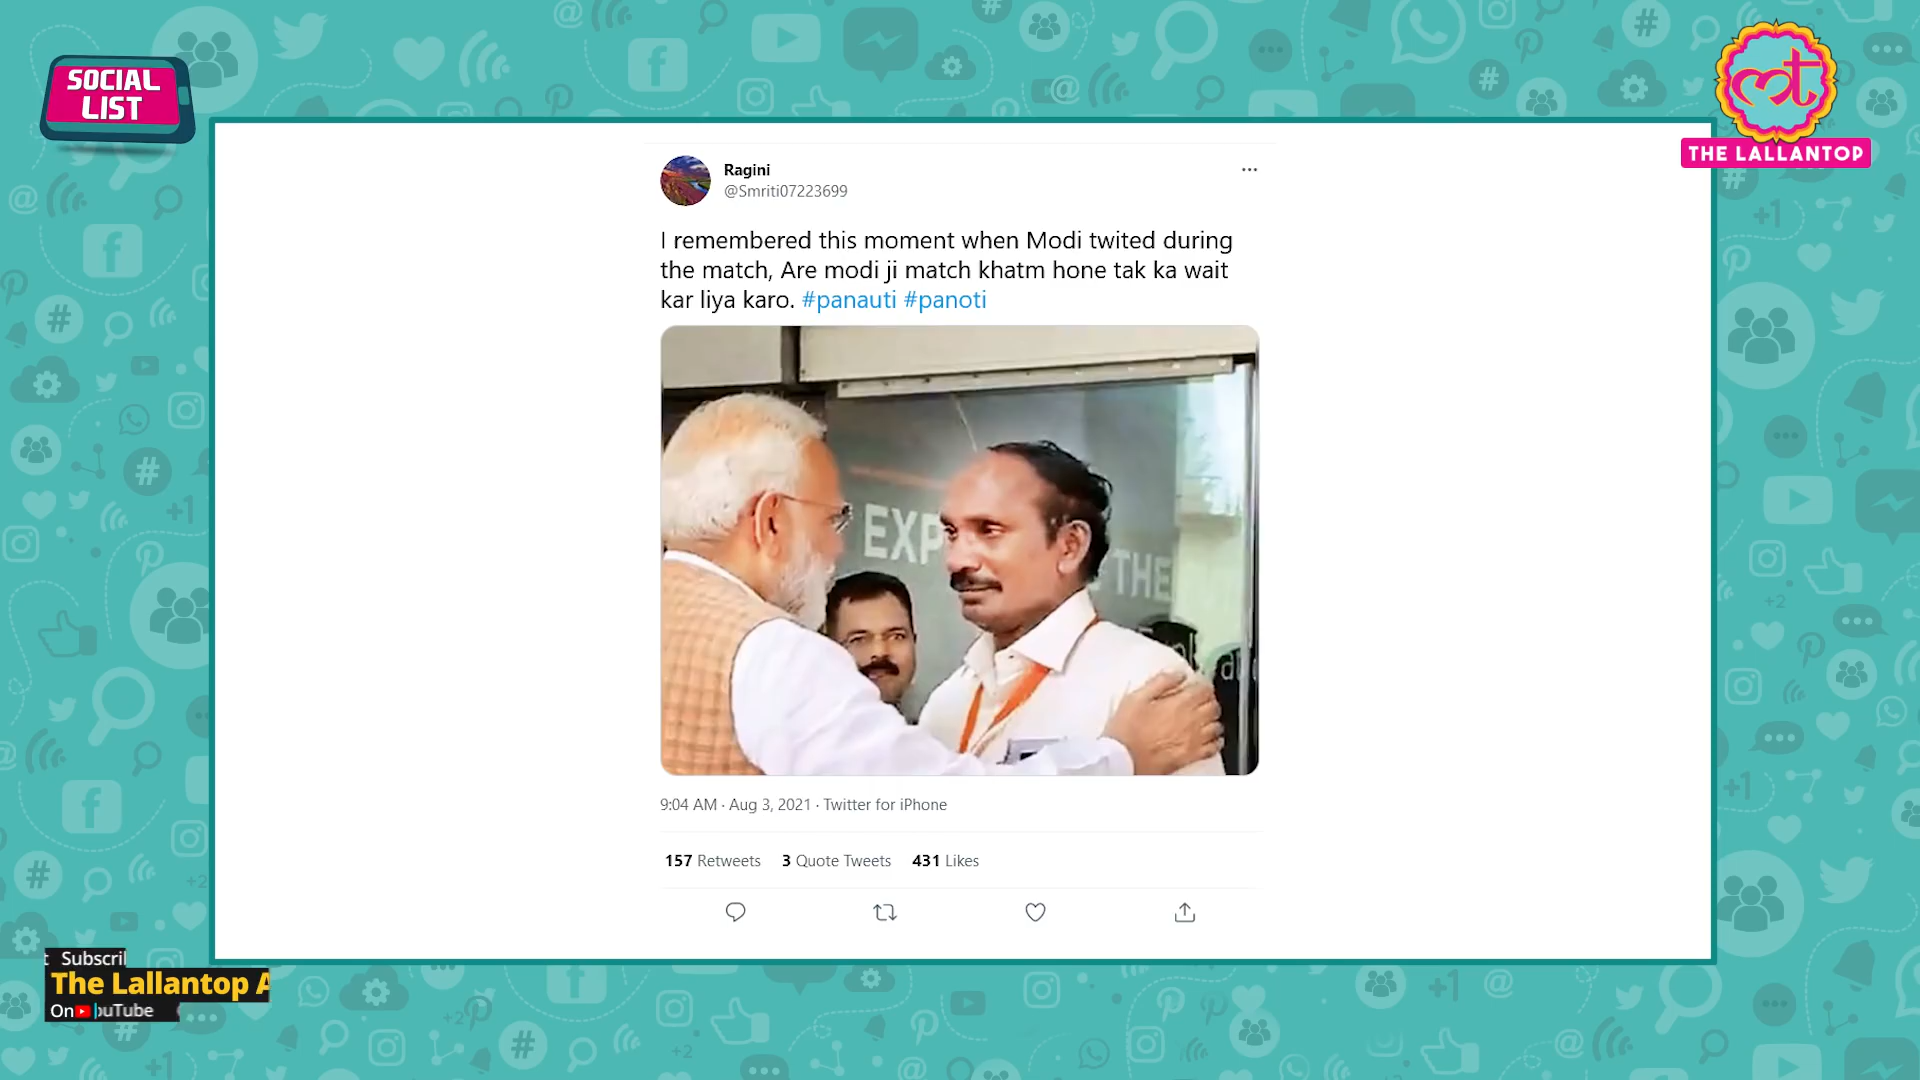 SOCIAL
LIST
THE LALLANTOP
Ragini
@Smriti07223699
I remembered this moment when Modi twited during
the match, Are modi ji match khatm hone tak ka wait
kar liya karo. #panauti #panoti
EXP
THE
9:04 AM · Aug 3, 2021 · Twitter for iPhone
157 Retweets 3 Quote Tweets 431 Likes
The Lallantop A
On